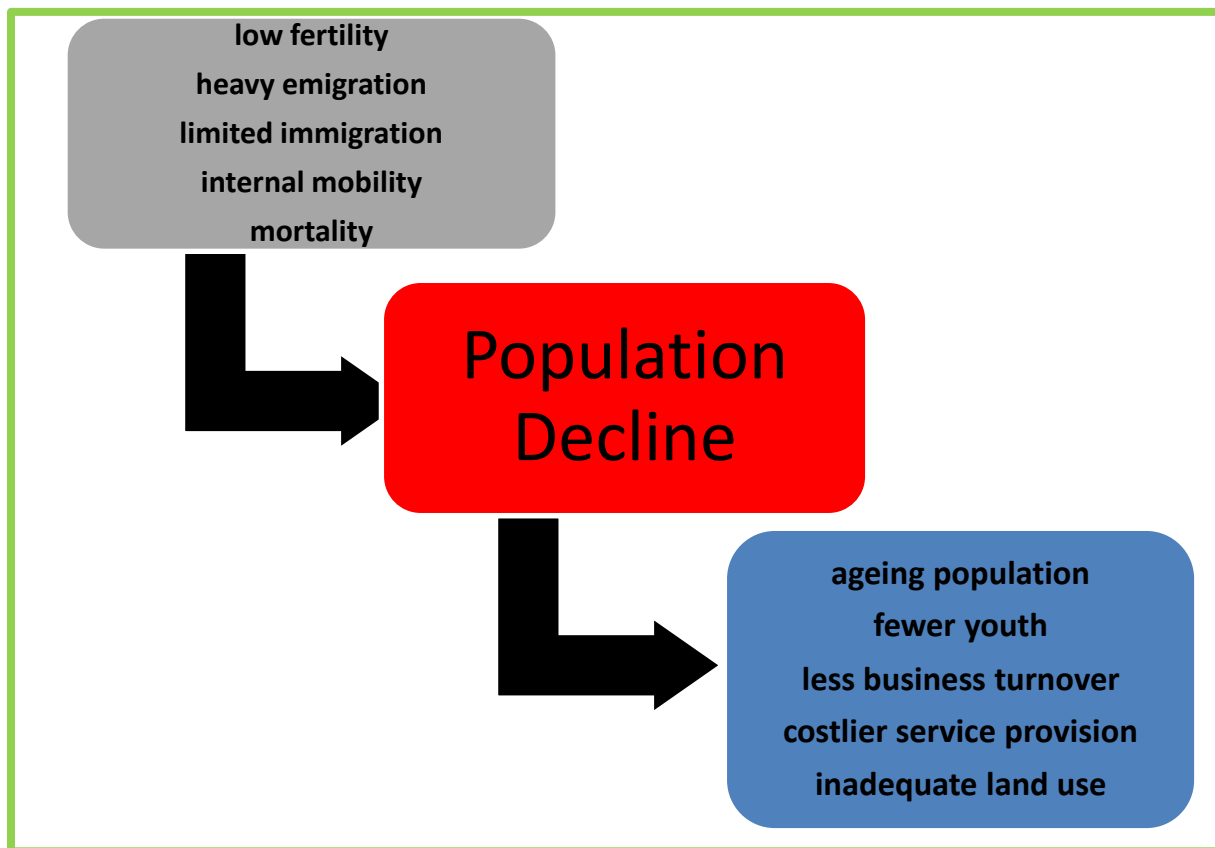 low fertility
heavy emigration
limited immigration
internal mobility
mortality
Population
Decline
ageing population
fewer youth
less business turnover
costlier service provision
inadequate land use